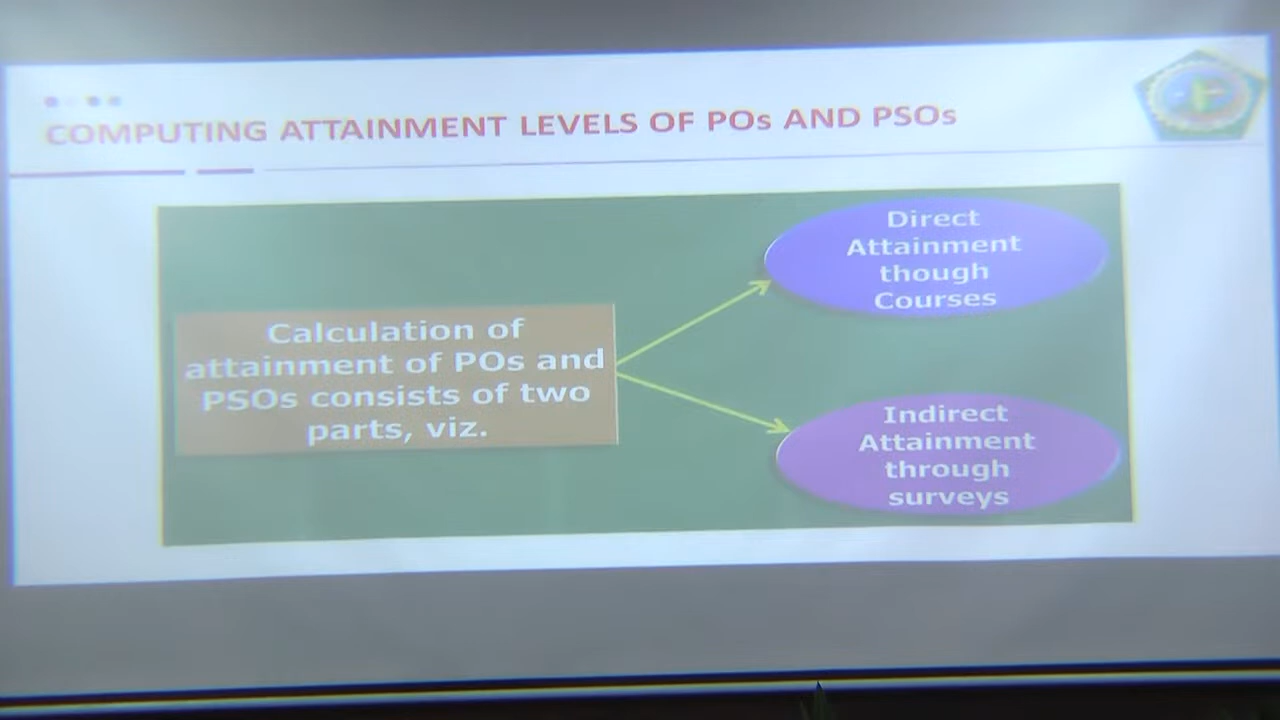 COMPUTING ATTAINMENT LEVELS OF POs AND PSOs
Calculation of
attainment of POs and
PSOs consists of two
parts, viz.
Direct
Attainment
though
Courses
Indirect
Attainment
through
surveys